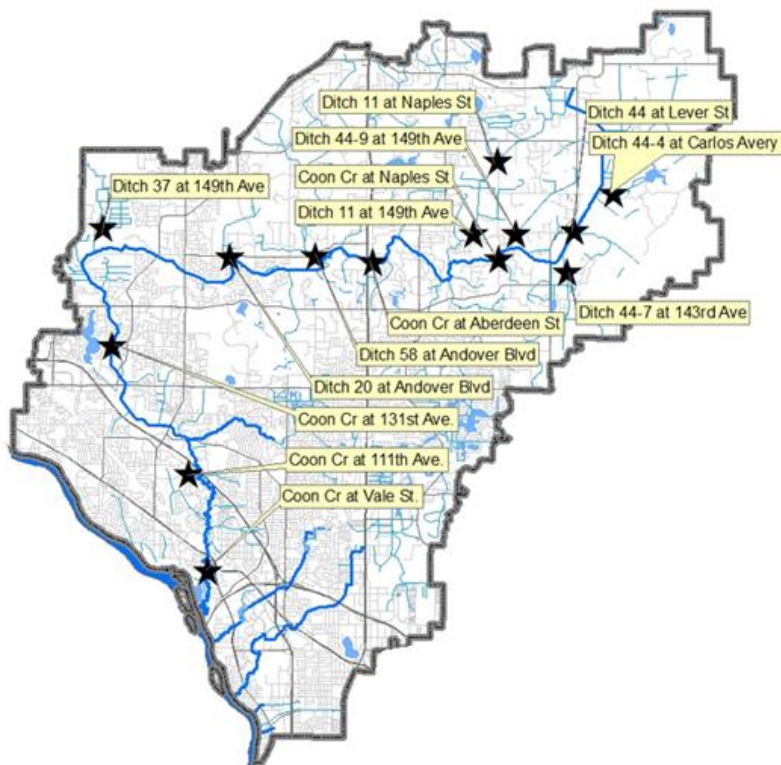 Ditch 11 at Naples St
Ditch 44 at Lever St
Ditch 44-9 at 149th Ave
Ditch 44-4 at Carlos Avery
Coon Cr at Naples St
Ditch 37 at 149th Ave
Ditch 11 at 149th Ave
Ditch 44-7 at 143rd Ave
Coon Cr at Aberdeen St
Ditch 58 at Andover Blvd
Ditch 20 at Andover Blvd
Coon Cr at 131st Ave.
Coon Cr at 111th Ave.
Coon Cr at Vale St.